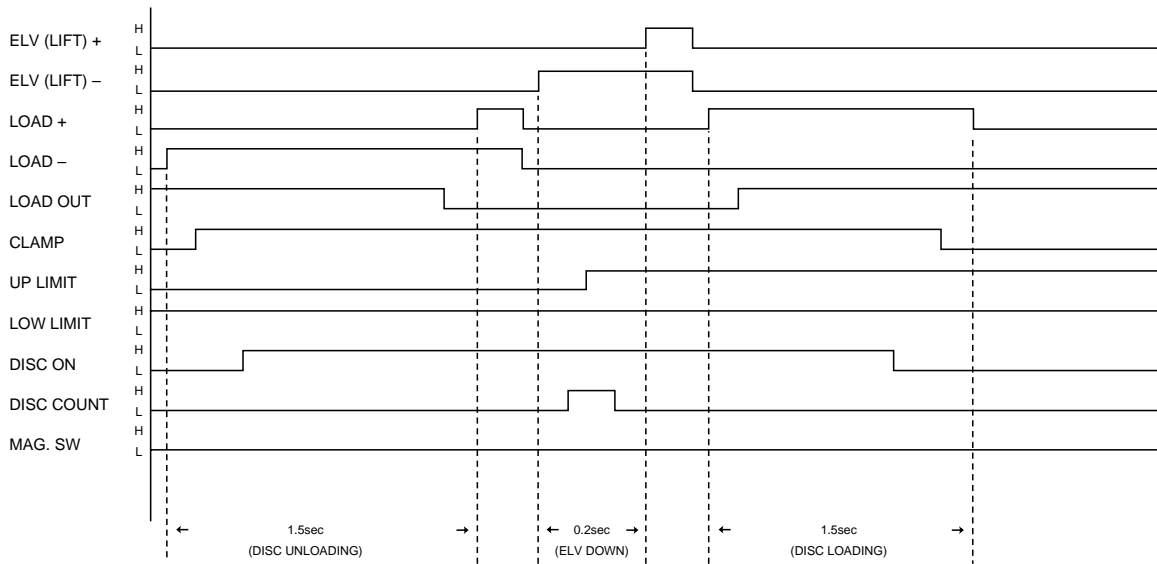 ELV (LIFT) + H
L
ELV (LIFT) – H
L
LOAD + H
L
LOAD – H
L
LOAD OUT H
L
CLAMP H
L
UP LIMIT H
L
LOW LIMIT H
L
DISC ON H
L
DISC COUNT H
L
MAG. SW H
L
1.5sec 0.2sec 1.5sec
(DISC UNLOADING) (ELV DOWN) (DISC LOADING)